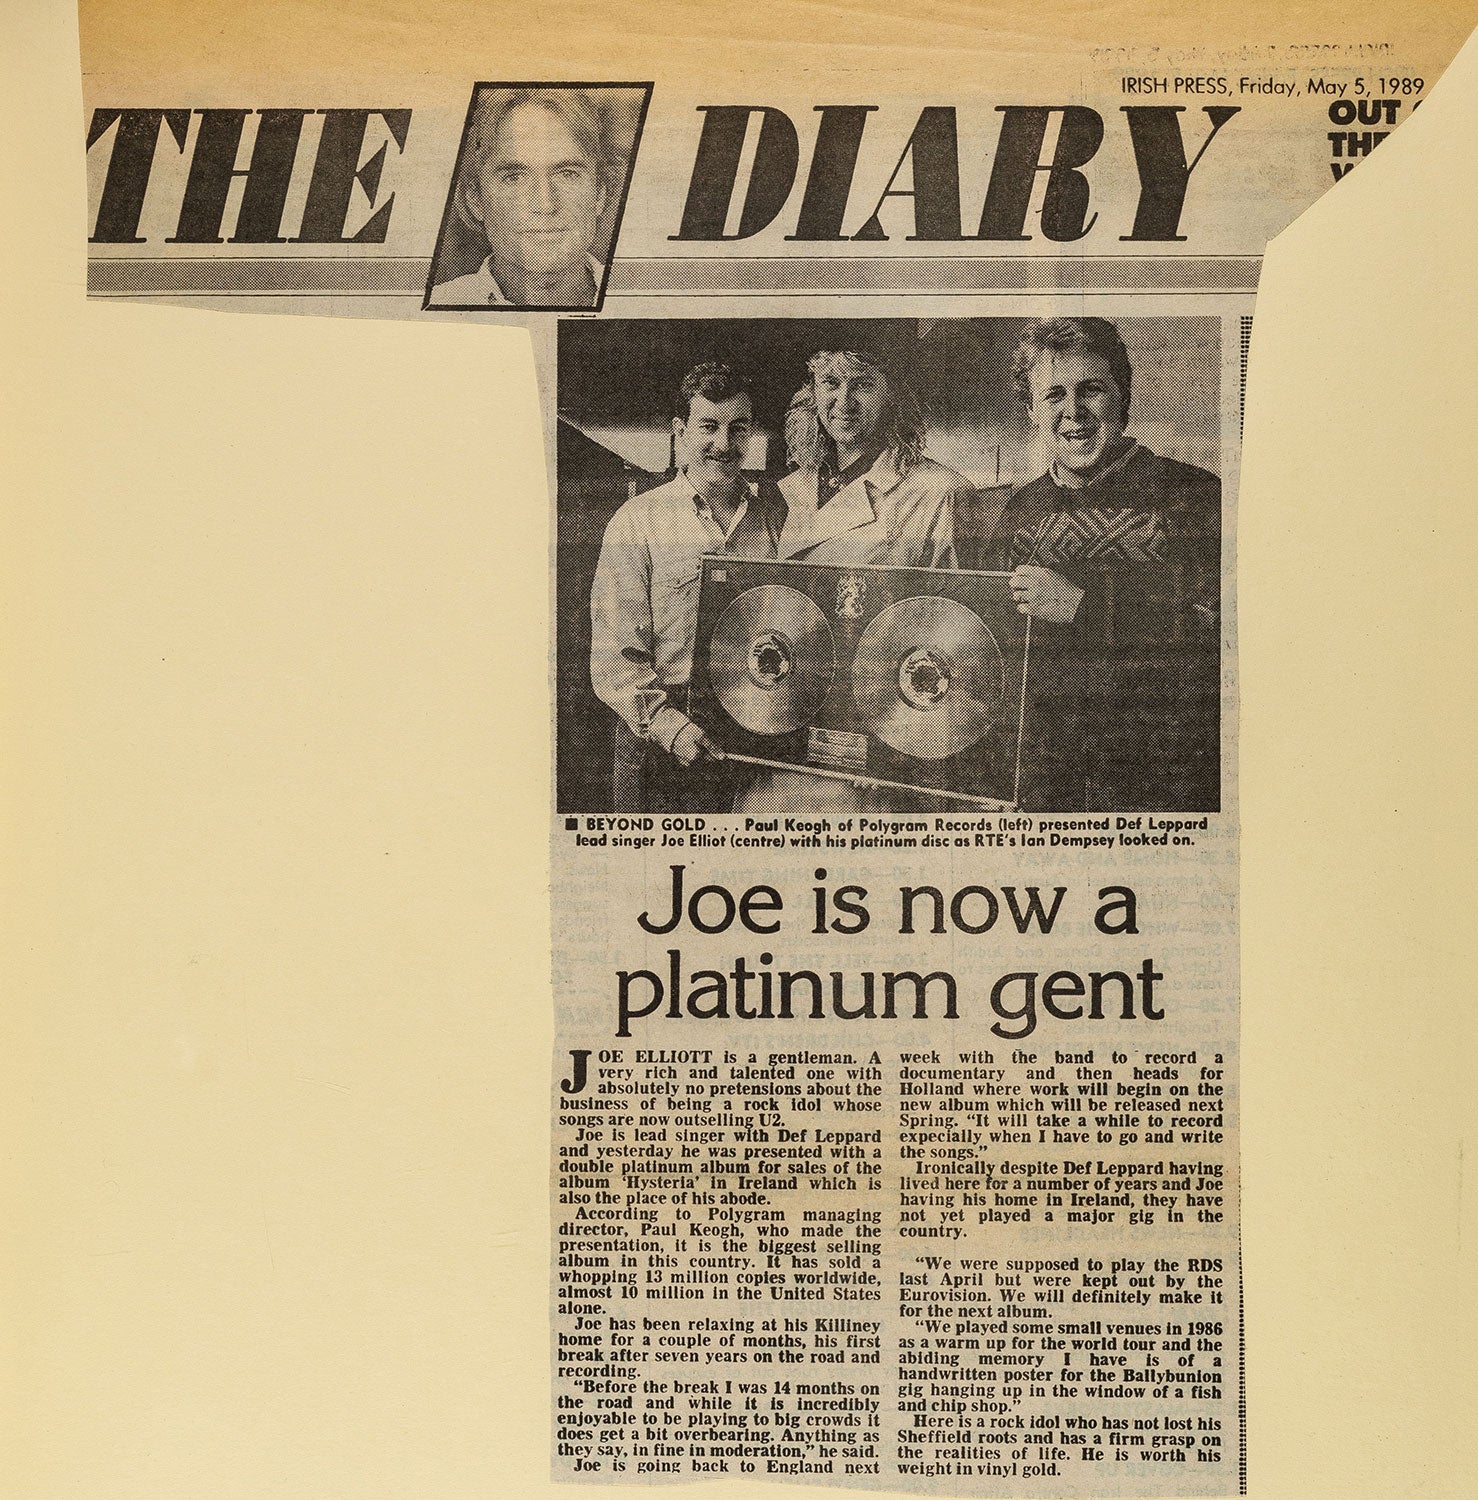 IRISH PRESS, Friday, May 5, 1989
THE DIARY
OUT
THE
■ BEYOND GOLD . . . Paul Keogh of Polygram Records (left) presented Def Leppard
lead singer Joe Elliot (centre) with his platinum disc as RTE's Ian Dempsey looked on.
Joe is now a
platinum gent
JOE ELLIOTT is a gentleman. A
very rich and talented one with
absolutely no pretensions about the
business of being a rock idol whose
songs are now outselling U2.
Joe is lead singer with Def Leppard
and yesterday he was presented with a
double platinum album for sales of the
album 'Hysteria' in Ireland which is
also the place of his abode.
According to Polygram managing
director, Paul Keogh, who made the
presentation, it is the biggest selling
album in this country. It has sold a
whopping 13 million copies worldwide,
almost 10 million in the United States
alone.
Joe has been relaxing at his Killiney
home for a couple of months, his first
break after seven years on the road and
recording.
"Before the break I was 14 months on
the road and while it is incredibly
enjoyable to be playing to big crowds it
does get a bit overbearing. Anything as
they say, in fine in moderation," he said.
Joe is going back to England next
week with the band to record a
documentary and then heads for
Holland where work will begin on the
new album which will be released next
Spring. "It will take a while to record
expecially when I have to go and write
the songs."
Ironically despite Def Leppard having
lived here for a number of years and Joe
having his home in Ireland, they have
not yet played a major gig in the
country.
"We were supposed to play the RDS
last April but were kept out by the
Eurovision. We will definitely make it
for the next album.
"We played some small venues in 1986
as a warm up for the world tour and the
abiding memory I have is of a
handwritten poster for the Ballybunion
gig hanging up in the window of a fish
and chip shop."
Here is a rock idol who has not lost his
Sheffield roots and has a firm grasp on
the realities of life. He is worth his
weight in vinyl gold.